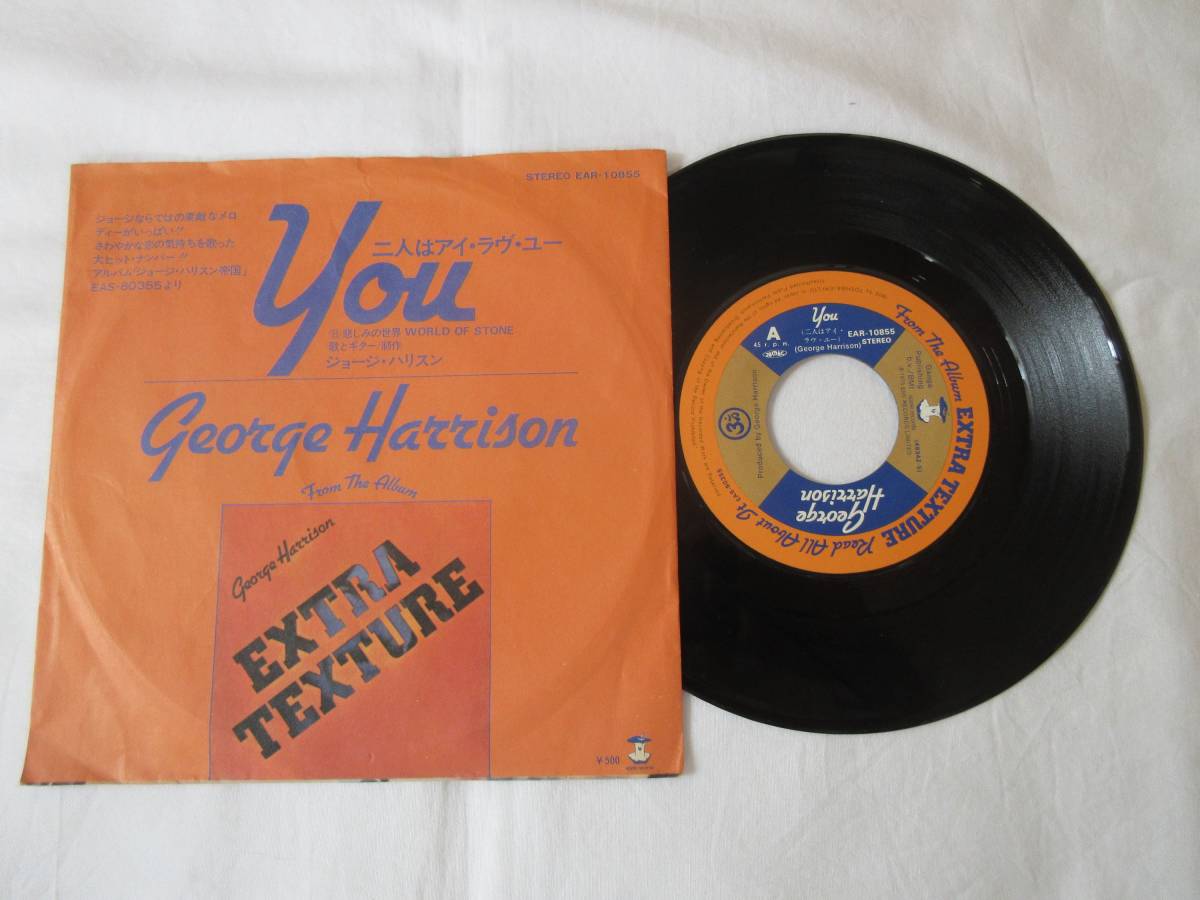 STEREO EAR-10855
ジョージならではの素敵なメロ
ディーがいっぱい!!
さわやかな恋の気持ちを歌った
大ヒット・ナンバー!!
アルバム「ジョージ・ハリスン帝国」
EAS-80355より
You
二人はアイ・ラヴ・ユー
悲しみの世界 WORLD OF STONE
歌とギター/制作
ジョージ・ハリスン
George Harrison
From The Album
George Harrison
EXTRA
TEXTURE
¥500
You
(二人はアイ・
ラヴ・ユー)
(George Harrison)
A
45 r.p.m.
EAR-10855
STEREO
Ganga
Publishing
b.v./BMI
Produced by George Harrison
George
Harrison
From The Album EXTRA TEXTURE Read All About It EAS-80355